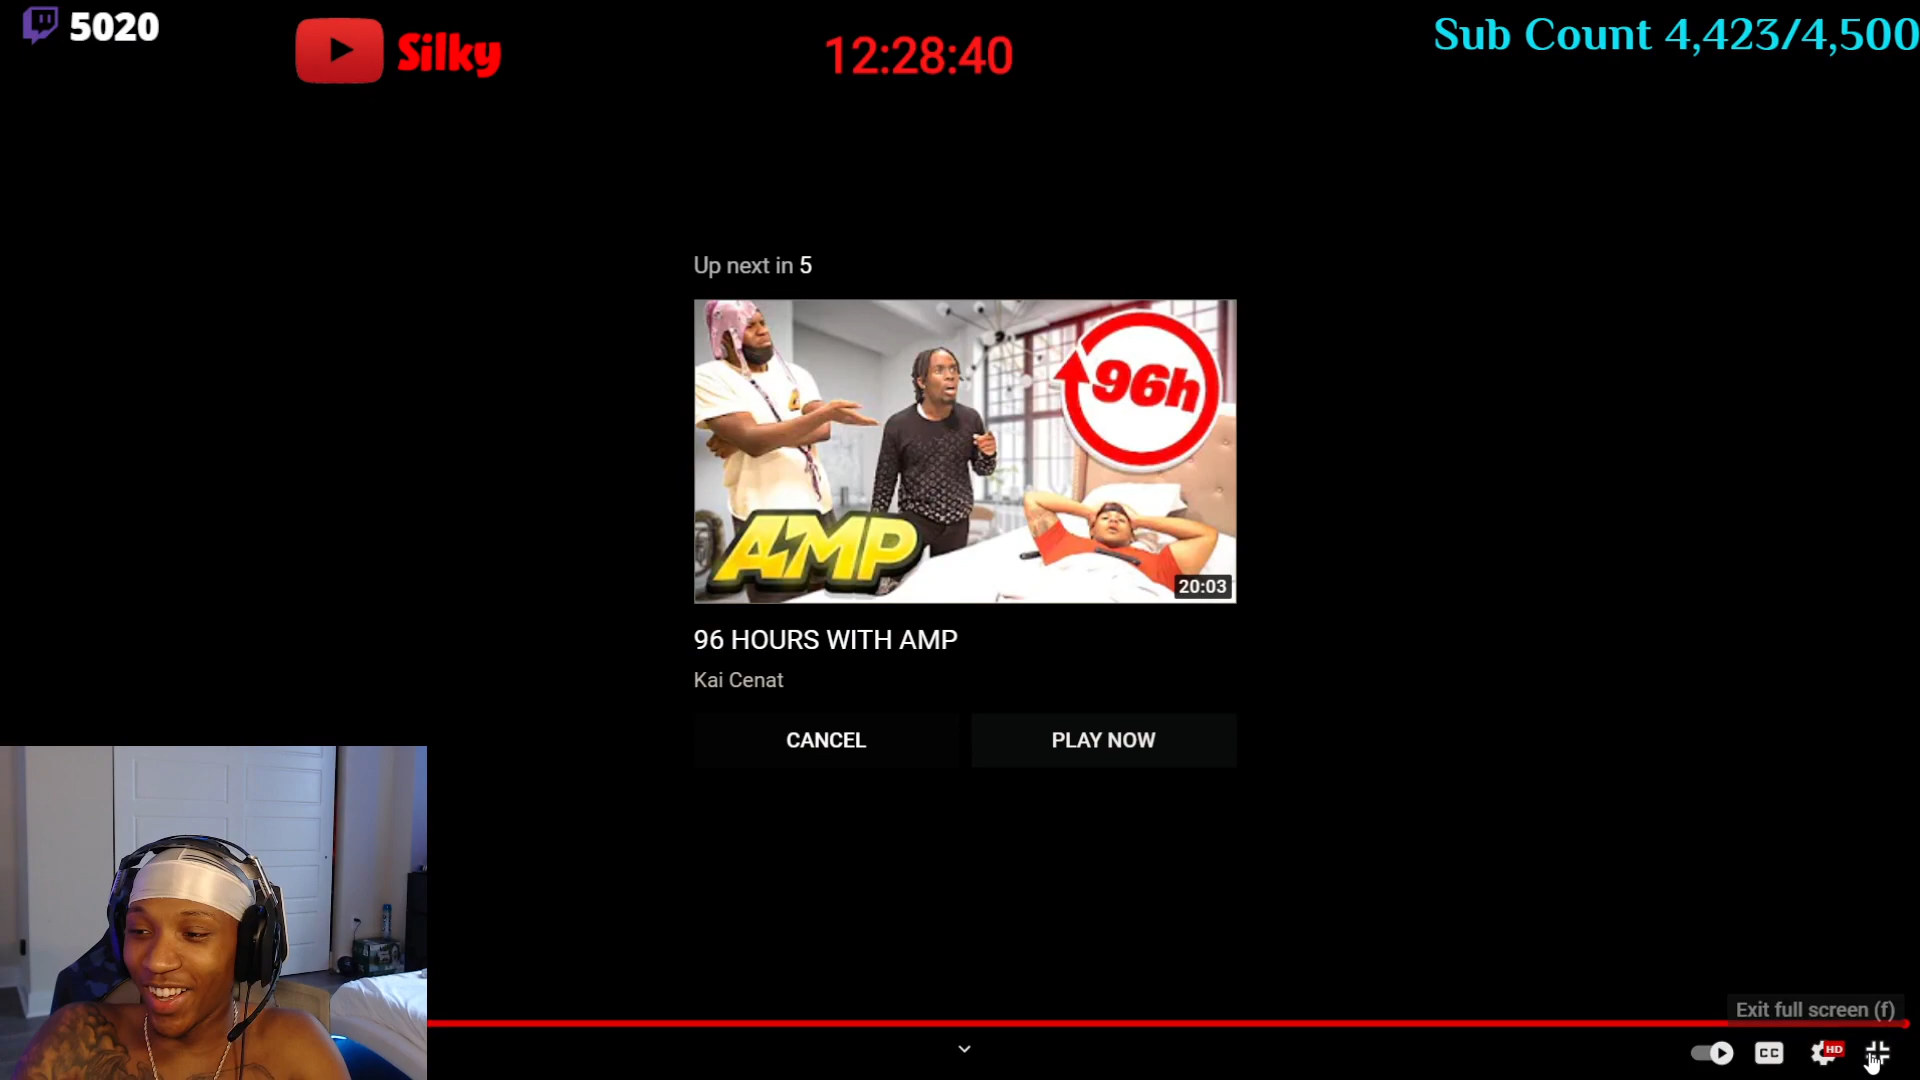 5020
Silky
12:28:40
Sub Count 4,423/4,500
Up next in 5
96h
AMP
20:03
96 HOURS WITH AMP
Kai Cenat
CANCEL
PLAY NOW
Exit full screen (f)
CC
HD